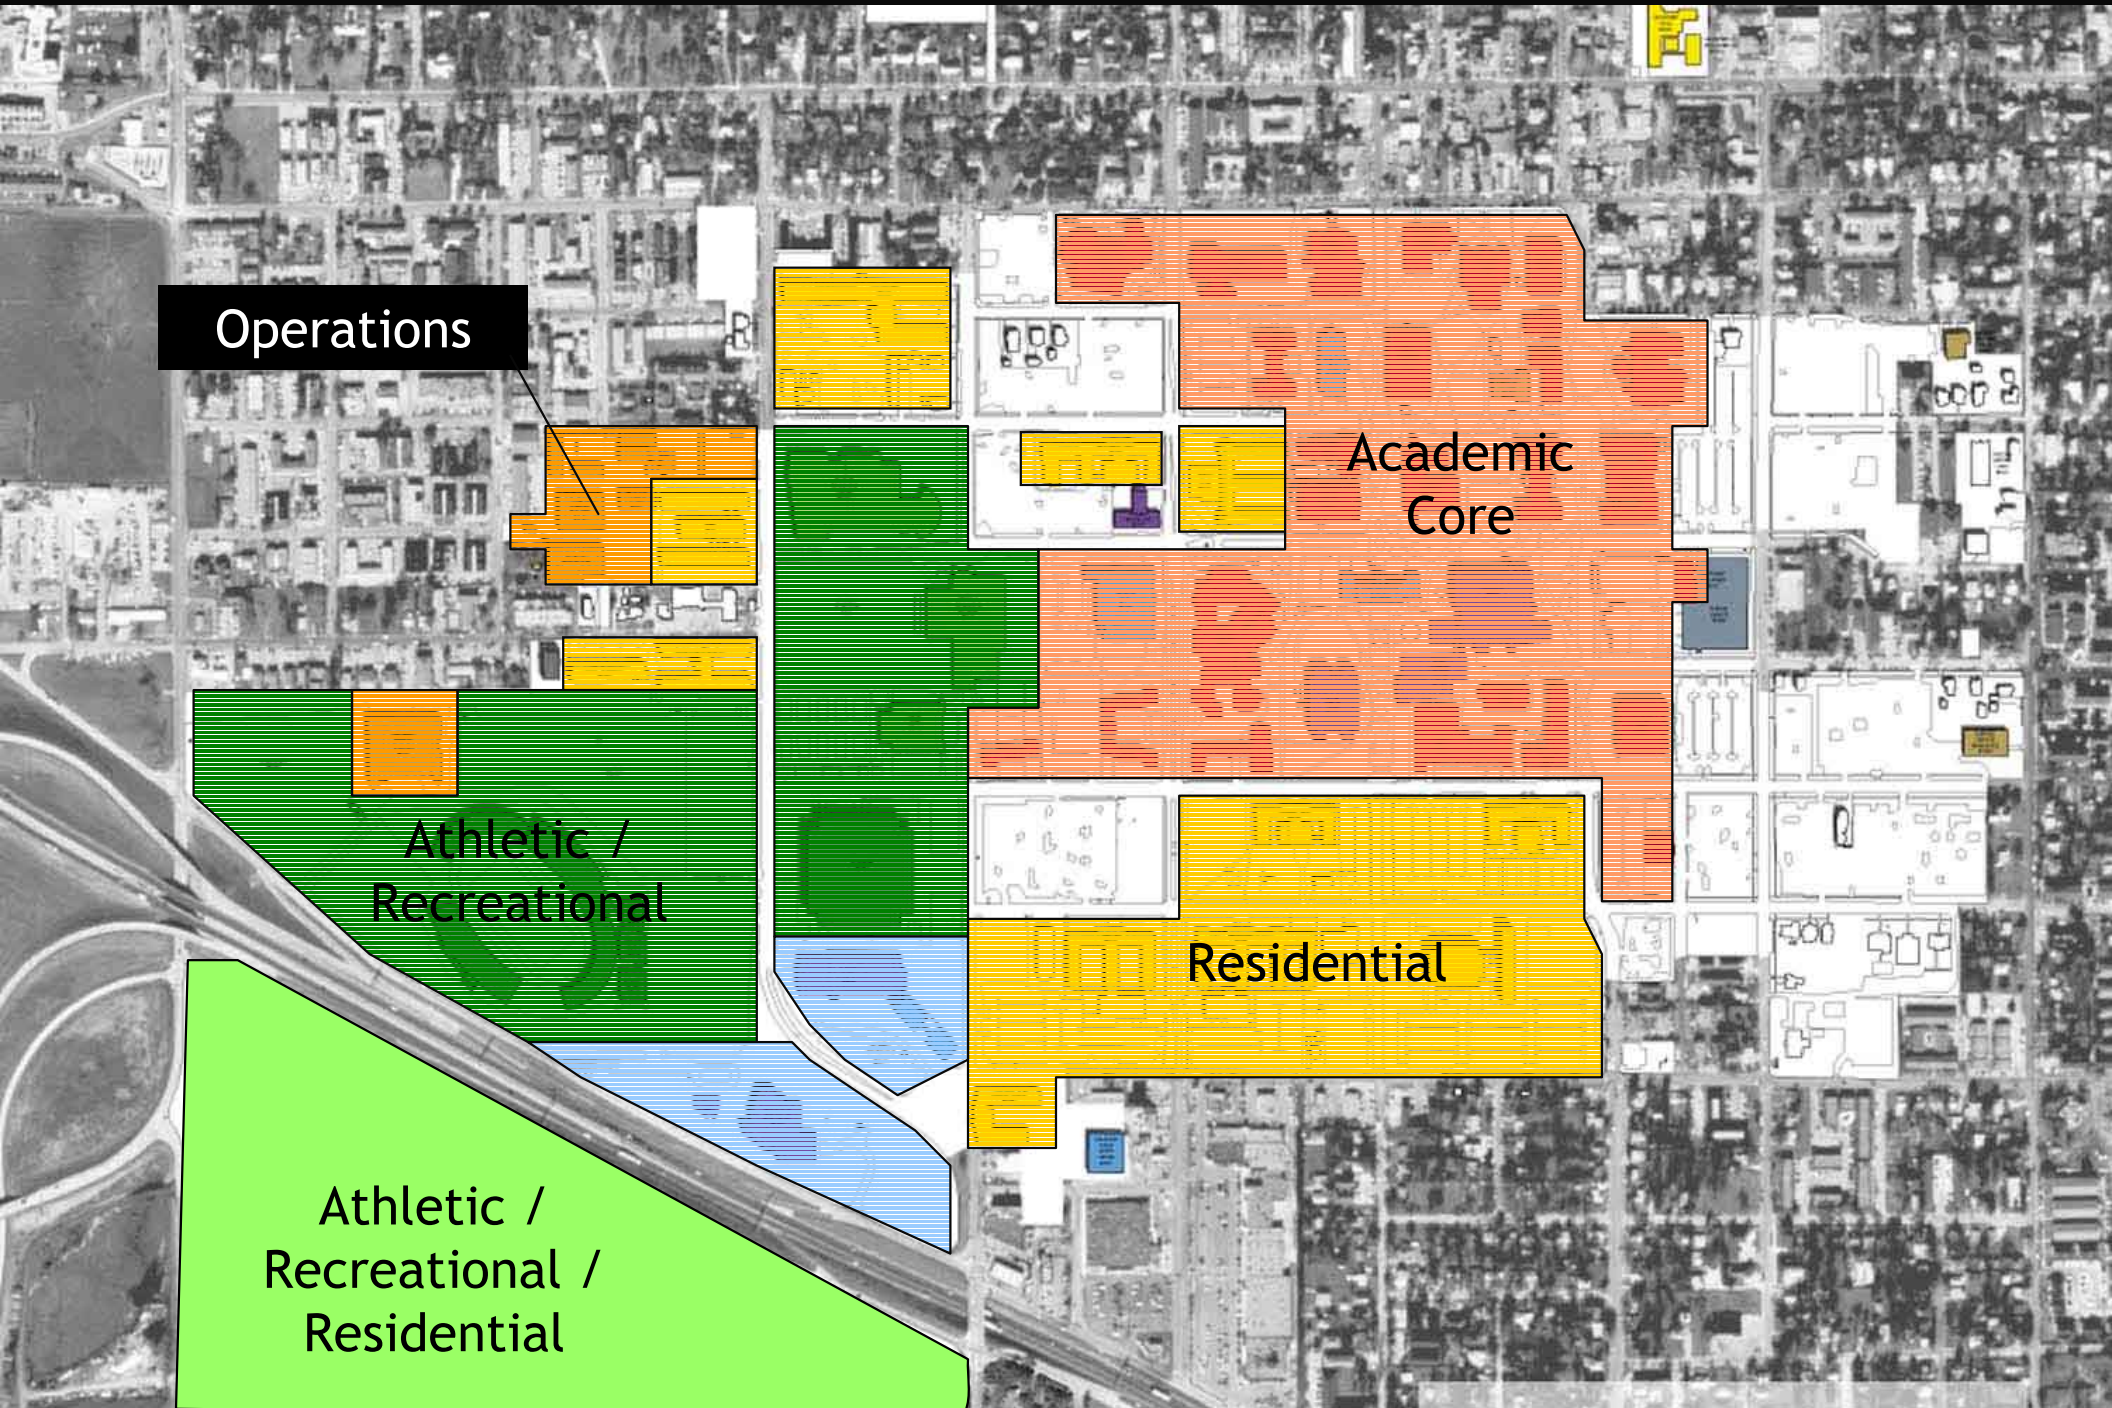 Operations
Academic
Core
Athletic /
Recreational
Residential
Athletic /
Recreational /
Residential